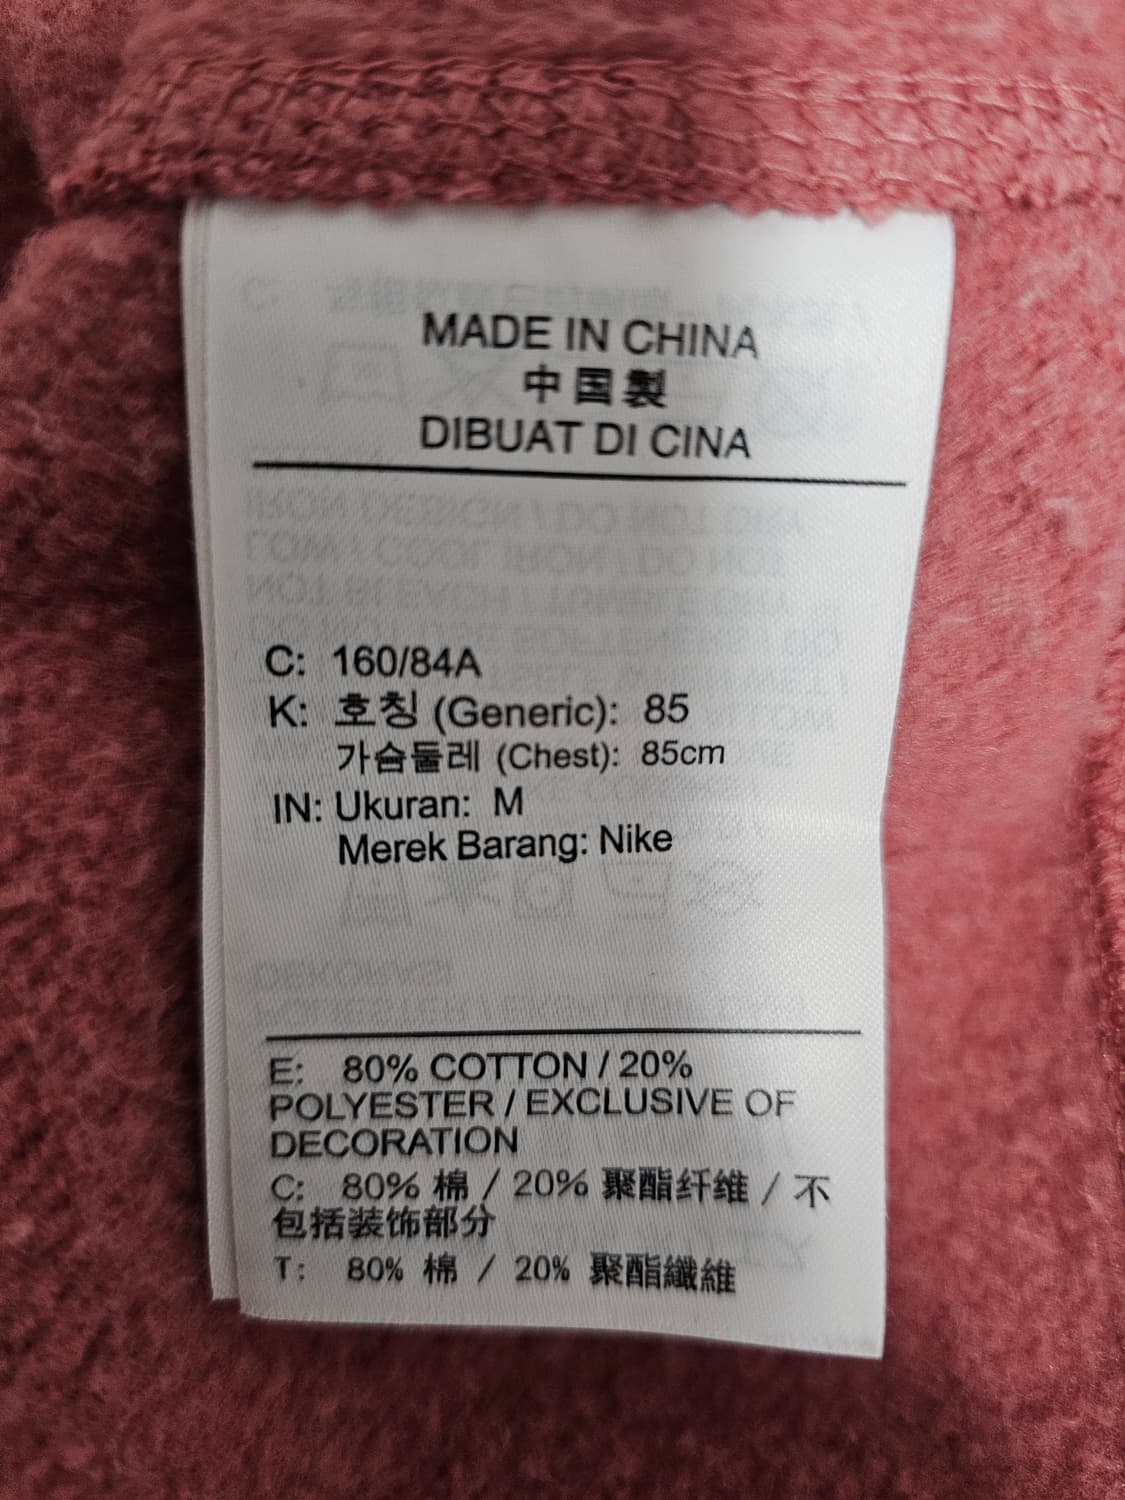 MADE IN CHINA
中国製
DIBUAT DI CINA
C: 160/84A
K: 호칭 (Generic): 85
가슴둘레 (Chest): 85cm
IN: Ukuran: M
Merek Barang: Nike
E: 80% COTTON / 20%
POLYESTER / EXCLUSIVE OF
DECORATION
C: 80% 棉 / 20% 聚酯纤维 / 不
包括装饰部分
T: 80% 棉 / 20% 聚酯纖維